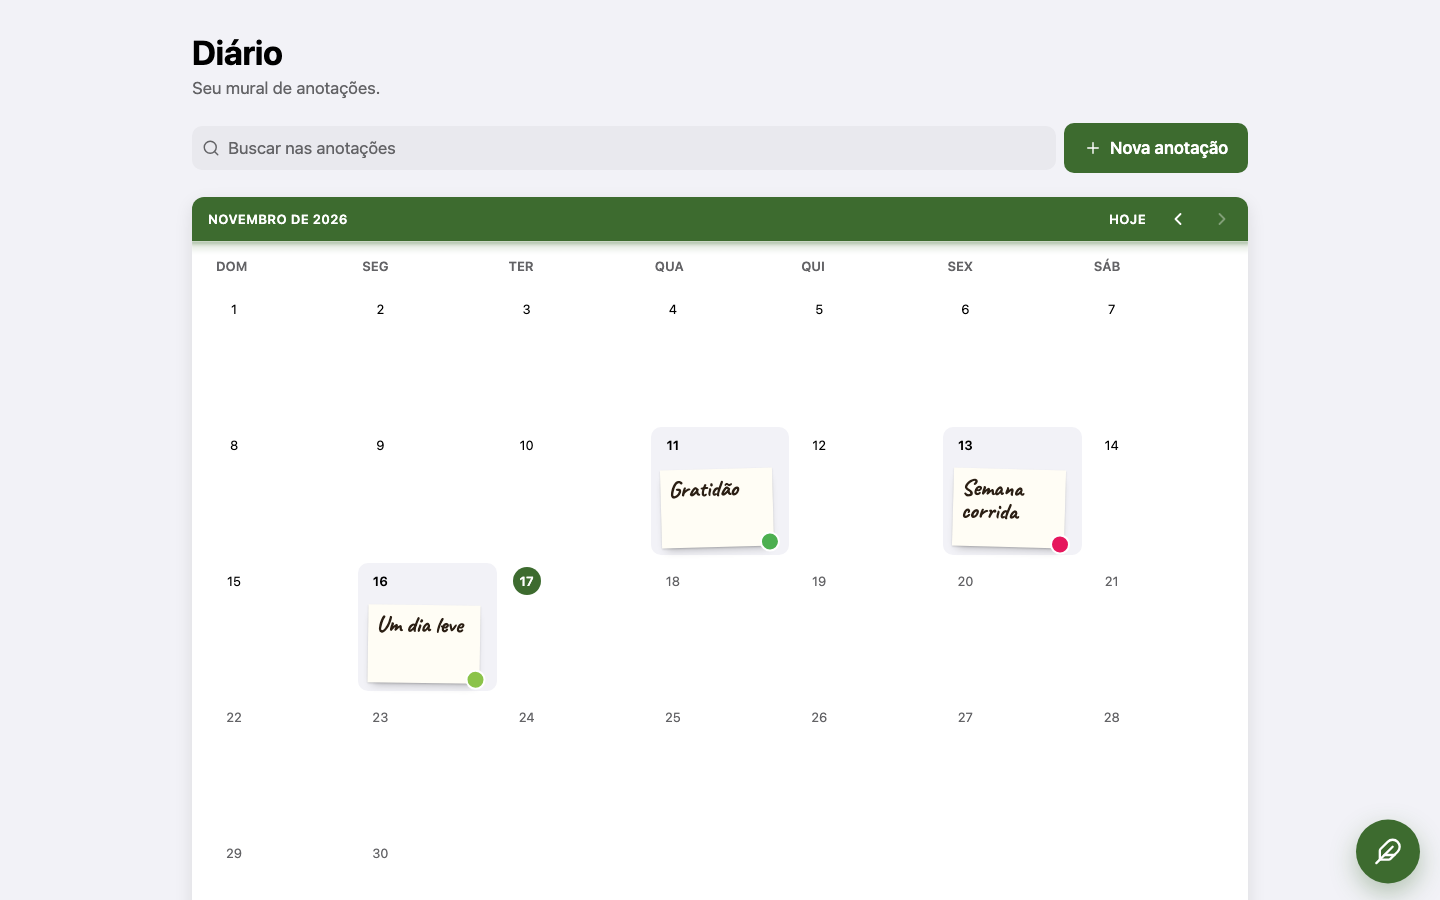 Diário
Seu mural de anotações.
Buscar nas anotações
+ Nova anotação
NOVEMBRO DE 2026
HOJE
DOM SEG TER QUA QUI SEX SÁB
1 2 3 4 5 6 7
8 9 10 11 12 13 14
Gratidão
Semana
corrida
15 16 17 18 19 20 21
Um dia leve
22 23 24 25 26 27 28
29 30